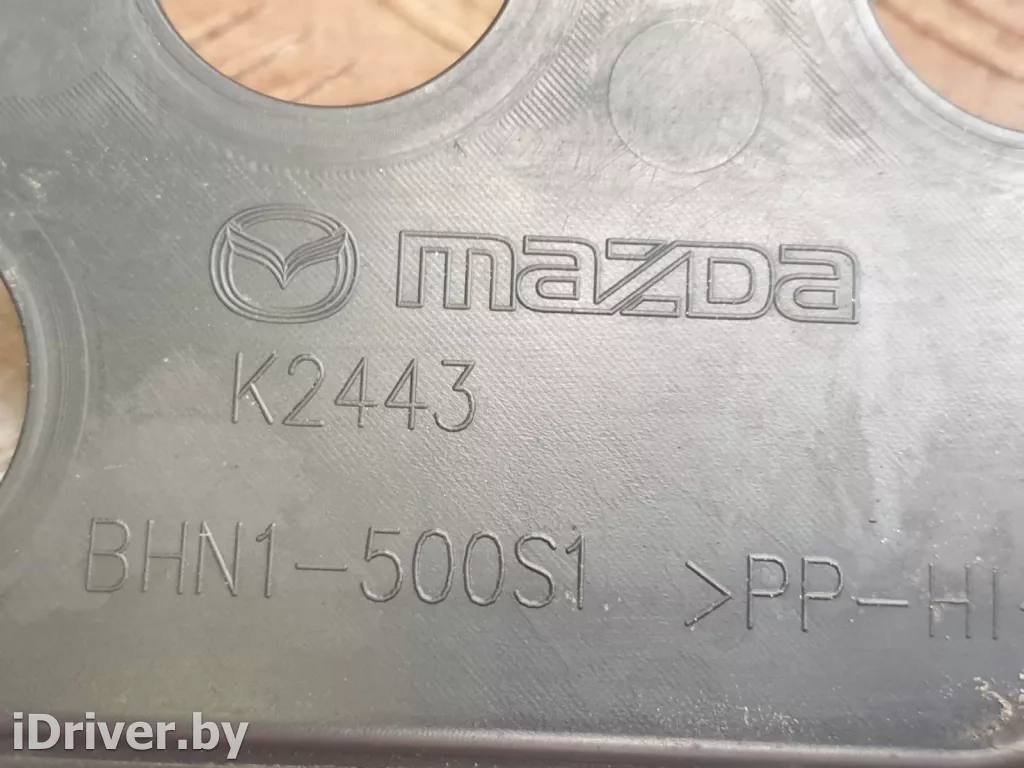 mazda
K2443
BHN1-500S1 >PP-HI-
iDriver.by